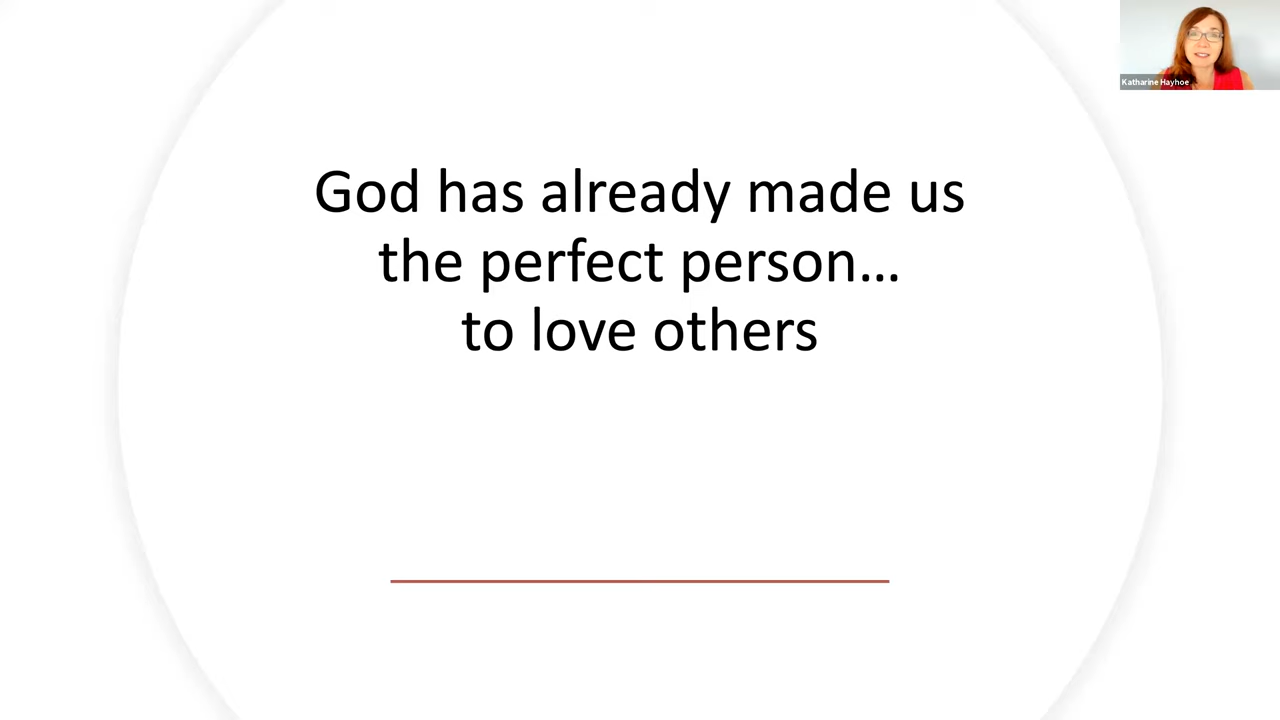 Katharine Hayhoe
God has already made us
the perfect person…
to love others